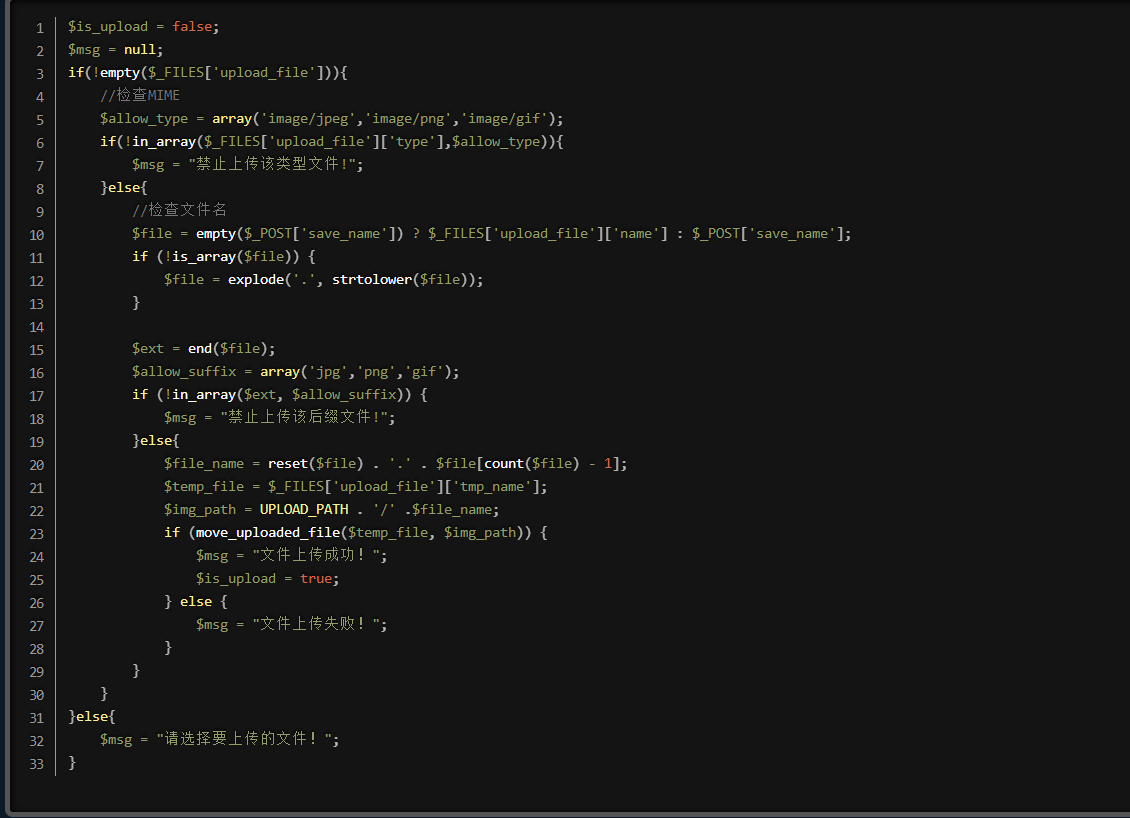 1 $is_upload = false;
2 $msg = null;
3 if(!empty($_FILES['upload_file'])){
4     //检查MIME
5     $allow_type = array('image/jpeg','image/png','image/gif');
6     if(!in_array($_FILES['upload_file']['type'],$allow_type)){
7         $msg = "禁止上传该类型文件!";
8     }else{
9         //检查文件名
10         $file = empty($_POST['save_name']) ? $_FILES['upload_file']['name'] : $_POST['save_name'];
11         if (!is_array($file)) {
12             $file = explode('.', strtolower($file));
13         }
14
15         $ext = end($file);
16         $allow_suffix = array('jpg','png','gif');
17         if (!in_array($ext, $allow_suffix)) {
18             $msg = "禁止上传该后缀文件!";
19         }else{
20             $file_name = reset($file) . '.' . $file[count($file) - 1];
21             $temp_file = $_FILES['upload_file']['tmp_name'];
22             $img_path = UPLOAD_PATH . '/' .$file_name;
23             if (move_uploaded_file($temp_file, $img_path)) {
24                 $msg = "文件上传成功！";
25                 $is_upload = true;
26             } else {
27                 $msg = "文件上传失败！";
28             }
29         }
30     }
31 }else{
32     $msg = "请选择要上传的文件！";
33 }